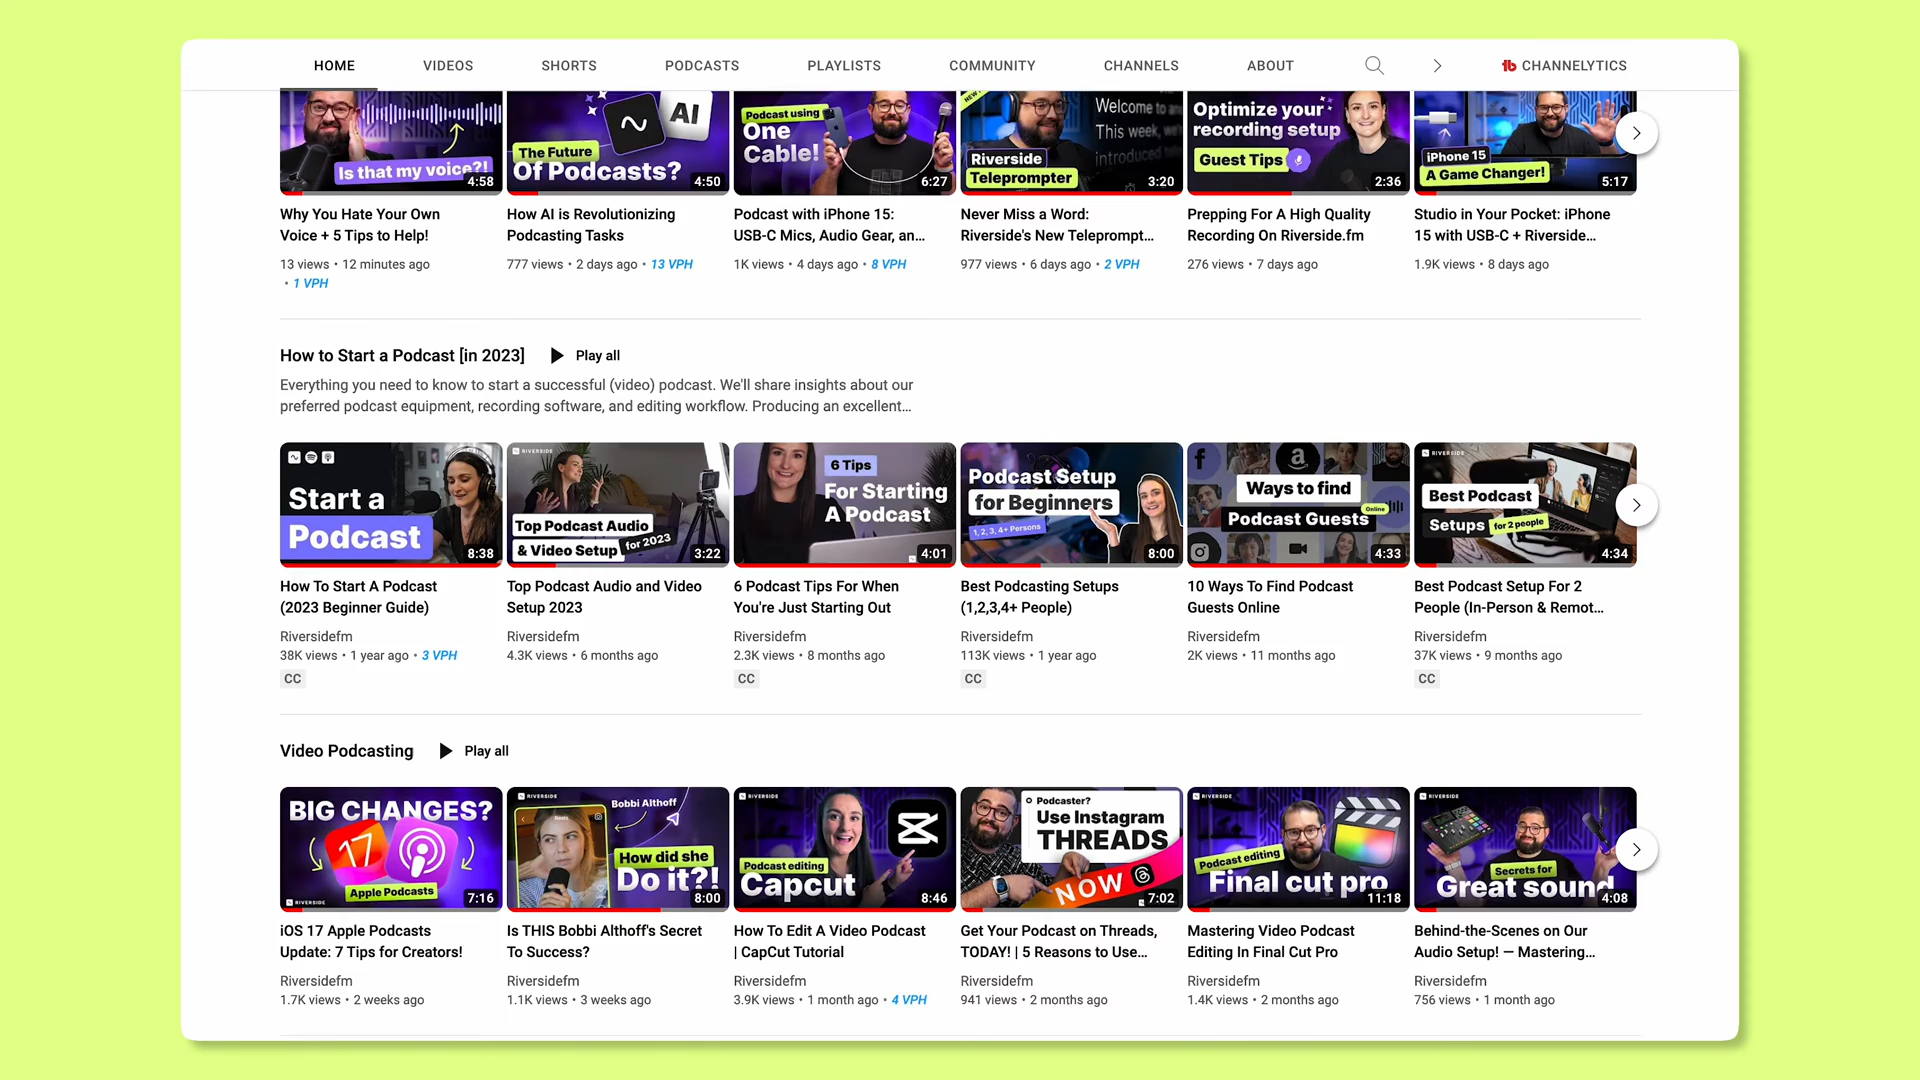 HOME VIDEOS SHORTS PODCASTS PLAYLISTS COMMUNITY CHANNELS ABOUT CHANNELYTICS
Is that my voice?!
4:58
Why You Hate Your Own
Voice + 5 Tips to Help!
13 views • 12 minutes ago
• 1 VPH
AI
The Future
Of Podcasts?
4:50
How AI is Revolutionizing
Podcasting Tasks
777 views • 2 days ago • 13 VPH
Podcast using
One
Cable!
6:27
Podcast with iPhone 15:
USB-C Mics, Audio Gear, an...
1K views • 4 days ago • 8 VPH
NEW
Welcome to
This week, we
introduced
Riverside
Teleprompter
3:20
Never Miss a Word:
Riverside's New Teleprompt...
977 views • 6 days ago • 2 VPH
Optimize your
recording setup
Guest Tips
2:36
Prepping For A High Quality
Recording On Riverside.fm
276 views • 7 days ago
iPhone 15
A Game Changer!
5:17
Studio in Your Pocket: iPhone
15 with USB-C + Riverside...
1.9K views • 8 days ago
How to Start a Podcast [in 2023] Play all
Everything you need to know to start a successful (video) podcast. We'll share insights about our
preferred podcast equipment, recording software, and editing workflow. Producing an excellent...
Start a
Podcast
8:38
How To Start A Podcast
(2023 Beginner Guide)
Riversidefm
38K views • 1 year ago • 3 VPH
CC
RIVERSIDE
Top Podcast Audio
& Video Setup for 2023
3:22
Top Podcast Audio and Video
Setup 2023
Riversidefm
4.3K views • 6 months ago
6 Tips
For Starting
A Podcast
4:01
6 Podcast Tips For When
You're Just Starting Out
Riversidefm
2.3K views • 8 months ago
CC
Podcast Setup
for Beginners
1, 2, 3, 4+ Persons
8:00
Best Podcasting Setups
(1,2,3,4+ People)
Riversidefm
113K views • 1 year ago
CC
Ways to find
Online
Podcast Guests
4:33
10 Ways To Find Podcast
Guests Online
Riversidefm
2K views • 11 months ago
RIVERSIDE
Best Podcast
Setups for 2 people
4:34
Best Podcast Setup For 2
People (In-Person & Remot...
Riversidefm
37K views • 9 months ago
CC
Video Podcasting Play all
BIG CHANGES?
17
Apple Podcasts
RIVERSIDE
7:16
iOS 17 Apple Podcasts
Update: 7 Tips for Creators!
Riversidefm
1.7K views • 2 weeks ago
RIVERSIDE
Bobbi Althoff
How did she
Do it?!
8:00
Is THIS Bobbi Althoff's Secret
To Success?
Riversidefm
1.1K views • 3 weeks ago
RIVERSIDE
Podcast editing
Capcut
8:46
How To Edit A Video Podcast
| CapCut Tutorial
Riversidefm
3.9K views • 1 month ago • 4 VPH
Podcaster?
Use Instagram
THREADS
NOW
7:02
Get Your Podcast on Threads,
TODAY! | 5 Reasons to Use...
Riversidefm
941 views • 2 months ago
RIVERSIDE
Podcast editing
Final cut pro
11:18
Mastering Video Podcast
Editing In Final Cut Pro
Riversidefm
1.4K views • 2 months ago
RIVERSIDE
Secrets for
Great sound
4:08
Behind-the-Scenes on Our
Audio Setup! — Mastering...
Riversidefm
756 views • 1 month ago